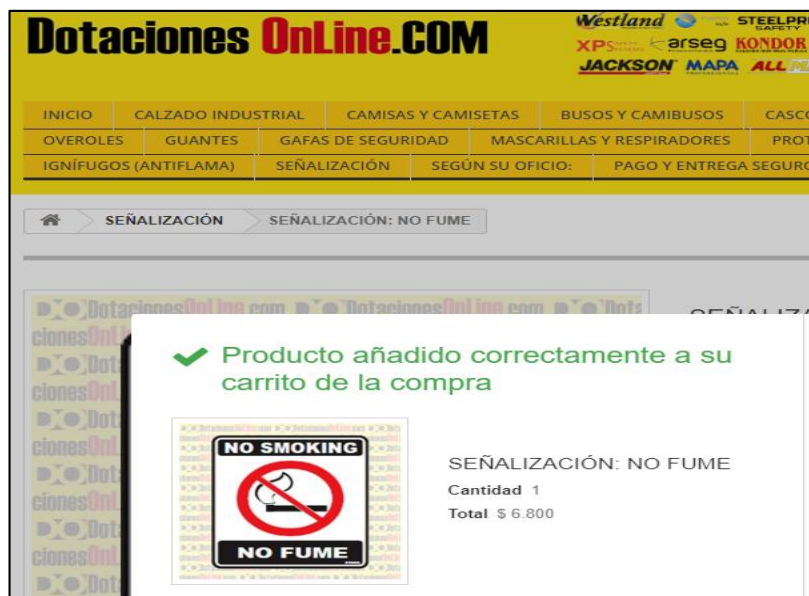 Dotaciones OnLine.COM
Westland STEELPR
SAFETY
XPS arseg KONDOR
JACKSON MAPA ALL
INICIO CALZADO INDUSTRIAL CAMISAS Y CAMISETAS BUSOS Y CAMIBUSOS CASCO
OVEROLES GUANTES GAFAS DE SEGURIDAD MASCARILLAS Y RESPIRADORES PROT
IGNÍFUGOS (ANTIFLAMA) SEÑALIZACIÓN SEGÚN SU OFICIO: PAGO Y ENTREGA SEGURO
SEÑALIZACIÓN SEÑALIZACIÓN: NO FUME
SEÑALIZA
Producto añadido correctamente a su
carrito de la compra
NO SMOKING
NO FUME
SEÑALIZACIÓN: NO FUME
Cantidad 1
Total $ 6.800